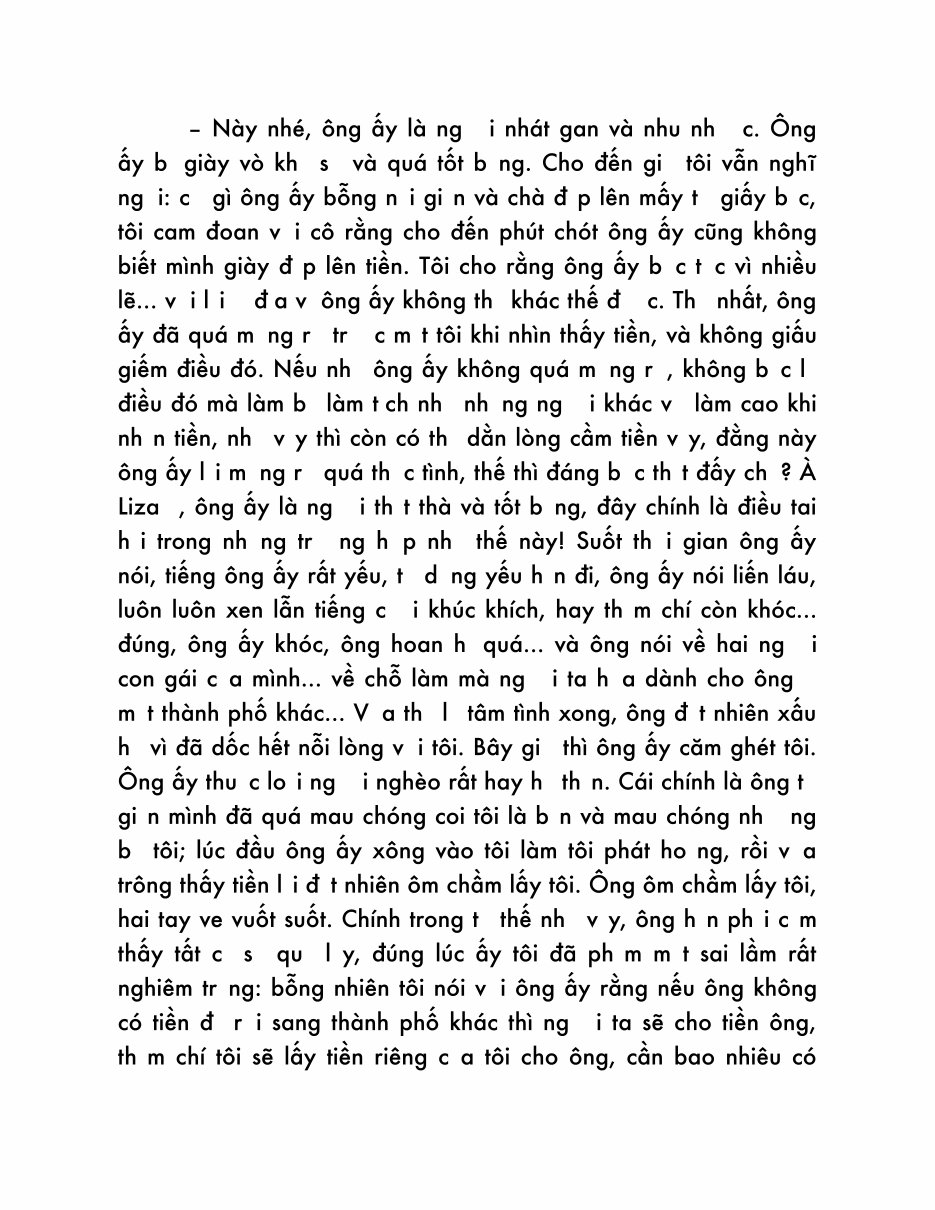 – Này nhé, ông ấy là ng i nhát gan và nhu nh c. Ông
ấy b giày vò kh s và quá tốt b ng. Cho đến gi tôi vẫn nghĩ
ng i: c gì ông ấy bỗng n i gi n và chà đ p lên mấy t giấy b c,
tôi cam đoan v i cô rằng cho đến phút chót ông ấy cũng không
biết mình giày đ p lên tiền. Tôi cho rằng ông ấy b c t c vì nhiều
lẽ... v i l i đ a v ông ấy không th khác thế đ c. Th nhất, ông
ấy đã quá m ng r tr c m t tôi khi nhìn thấy tiền, và không giấu
giếm điều đó. Nếu nh ông ấy không quá m ng r , không b c l
điều đó mà làm b làm t ch nh nh ng ng i khác v làm cao khi
nh n tiền, nh v y thì còn có th dằn lòng cầm tiền v y, đằng này
ông ấy l i m ng r quá th c tình, thế thì đáng b c th t đấy ch ? À
Liza , ông ấy là ng i th t thà và tốt b ng, đây chính là điều tai
h i trong nh ng tr ng h p nh thế này! Suốt th i gian ông ấy
nói, tiếng ông ấy rất yếu, t d ng yếu h n đi, ông ấy nói liến láu,
luôn luôn xen lẫn tiếng c i khúc khích, hay th m chí còn khóc...
đúng, ông ấy khóc, ông hoan h quá... và ông nói về hai ng i
con gái c a mình... về chỗ làm mà ng i ta h a dành cho ông
m t thành phố khác... V a th l tâm tình xong, ông đ t nhiên xấu
h vì đã dốc hết nỗi lòng v i tôi. Bây gi thì ông ấy căm ghét tôi.
Ông ấy thu c lo i ng i nghèo rất hay h th n. Cái chính là ông t
gi n mình đã quá mau chóng coi tôi là b n và mau chóng nh ng
b tôi; lúc đầu ông ấy xông vào tôi làm tôi phát ho ng, rồi v a
trông thấy tiền l i đ t nhiên ôm chầm lấy tôi. Ông ôm chầm lấy tôi,
hai tay ve vuốt suốt. Chính trong t thế nh v y, ông h n ph i c m
thấy tất c s qu l y, đúng lúc ấy tôi đã ph m m t sai lầm rất
nghiêm tr ng: bỗng nhiên tôi nói v i ông ấy rằng nếu ông không
có tiền đ r i sang thành phố khác thì ng i ta sẽ cho tiền ông,
th m chí tôi sẽ lấy tiền riêng c a tôi cho ông, cần bao nhiêu có